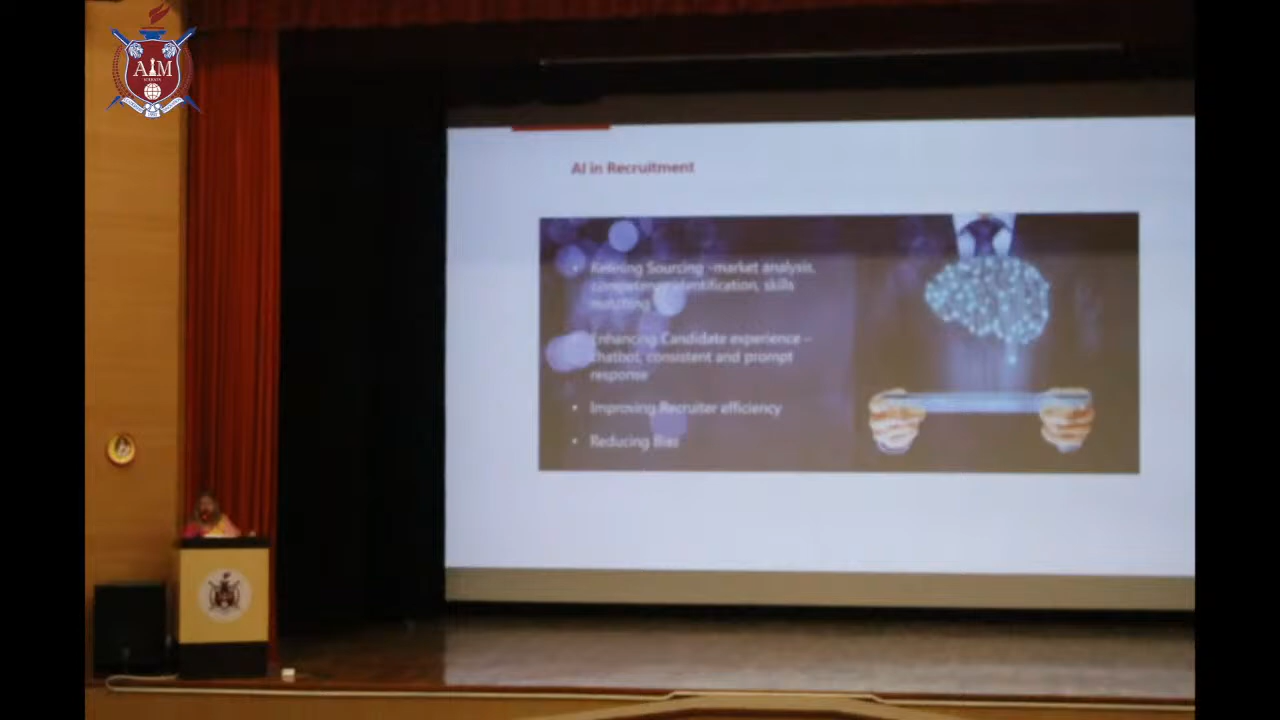 AIM
AI in Recruitment
• Refining Sourcing -market analysis,
competency identification, skills
matching
• Enhancing Candidate experience –
chatbot, consistent and prompt
response
• Improving Recruiter efficiency
• Reducing Bias